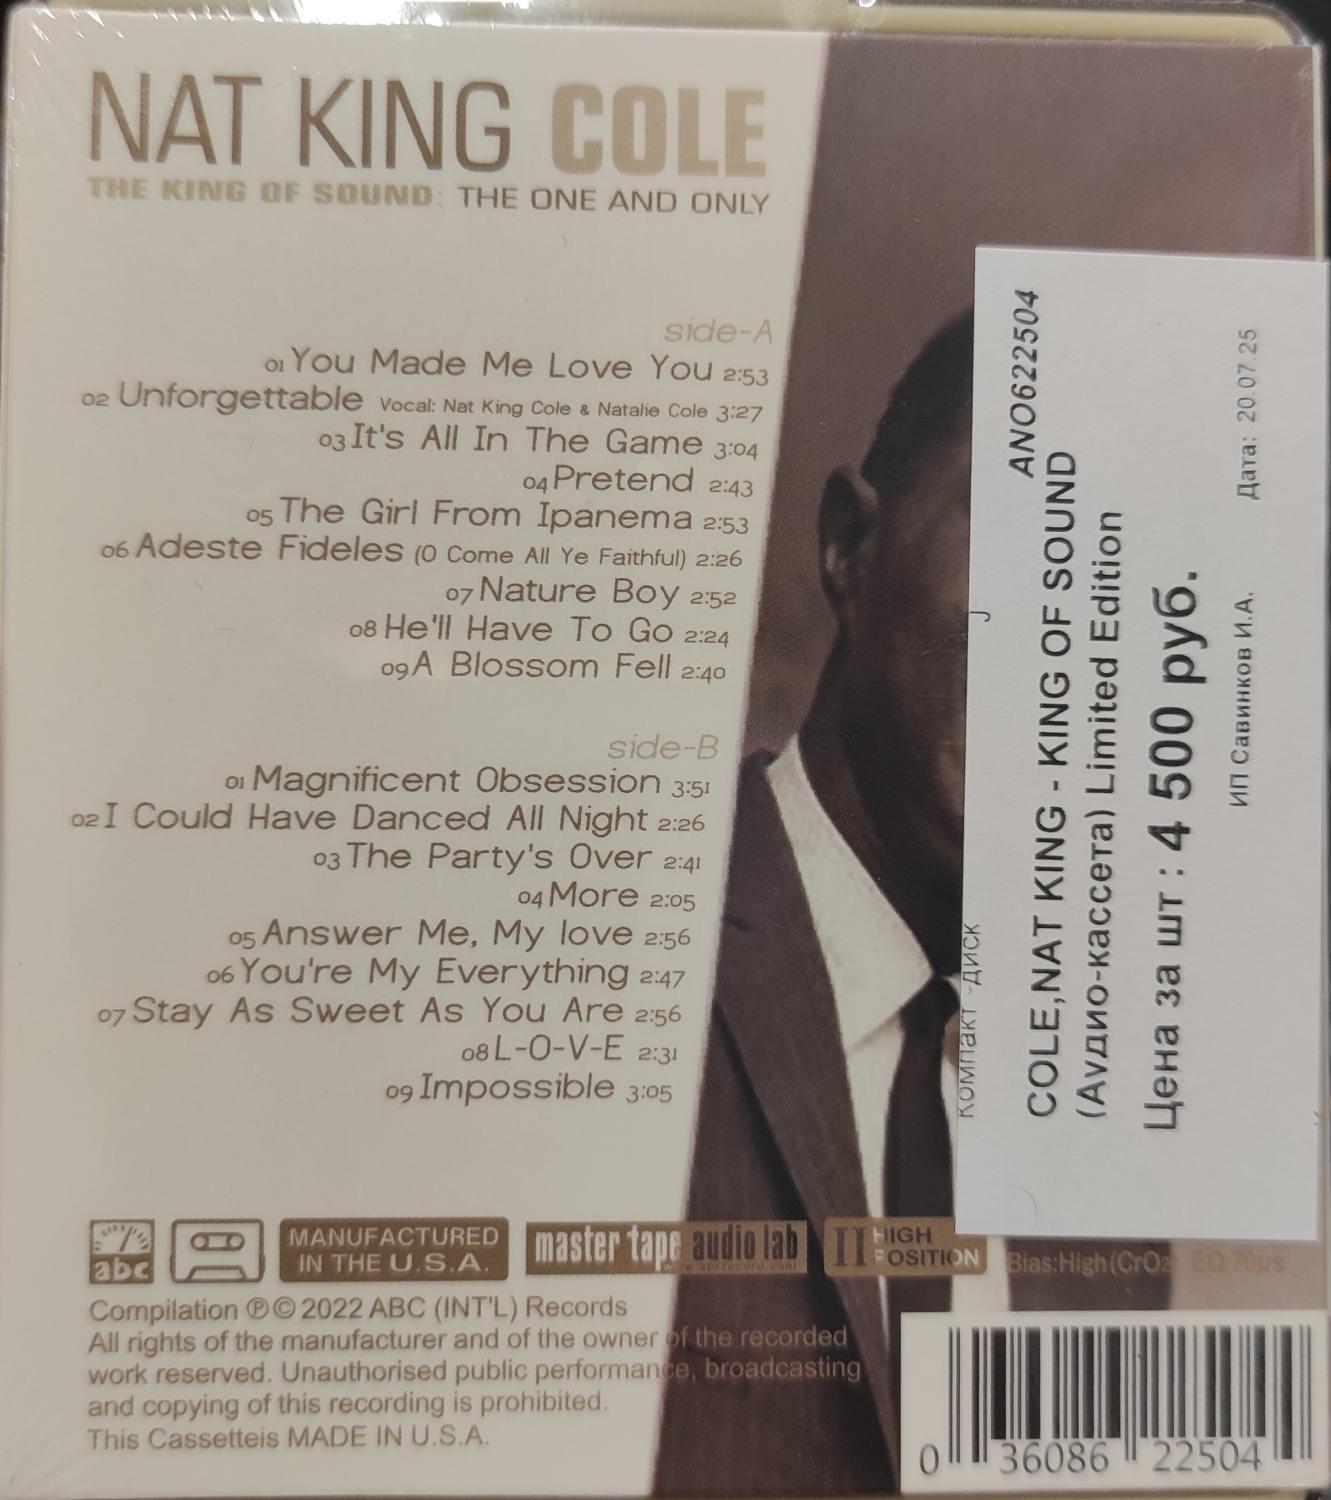 NAT KING COLE
THE KING OF SOUND: THE ONE AND ONLY
side-A
01 You Made Me Love You 2:53
02 Unforgettable Vocal: Nat King Cole & Natalie Cole 3:27
03 It's All In The Game 3:04
04 Pretend 2:43
05 The Girl From Ipanema 2:53
06 Adeste Fideles (O Come All Ye Faithful) 2:26
07 Nature Boy 2:52
08 He'll Have To Go 2:24
09 A Blossom Fell 2:40
side-B
01 Magnificent Obsession 3:51
02 I Could Have Danced All Night 2:26
03 The Party's Over 2:41
04 More 2:05
05 Answer Me, My love 2:56
06 You're My Everything 2:47
07 Stay As Sweet As You Are 2:56
08 L-O-V-E 2:31
09 Impossible 3:05
abc
MANUFACTURED
IN THE U.S.A.
master tape audio lab
www.abcrecord.com
II HIGH
POSITION
Bias:High(CrO2) EQ:70µs
Compilation ℗© 2022 ABC (INT'L) Records
All rights of the manufacturer and of the owner of the recorded
work reserved. Unauthorised public performance, broadcasting
and copying of this recording is prohibited.
This Cassetteis MADE IN U.S.A.
0 36086 22504
компакт -диск
ANO622504
COLE,NAT KING - KING OF SOUND
(Аудио-кассета) Limited Edition
Цена за шт : 4 500 руб.
ИП Савинков И.А. Дата: 20.07.25